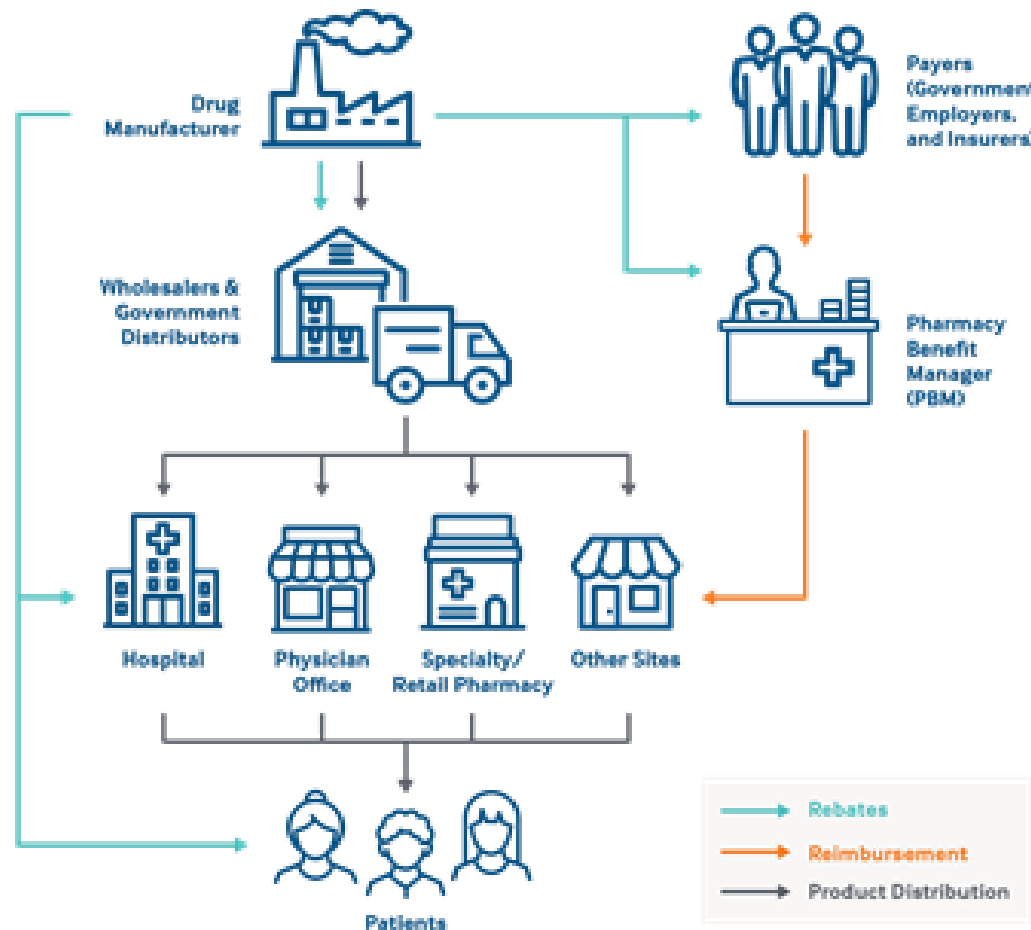 Drug
Manufacturer
Payers
(Government
Employers,
and Insurers)
Wholesalers &
Government
Distributors
Pharmacy
Benefit
Manager
(PBM)
Hospital
Physician
Office
Specialty/
Retail Pharmacy
Other Sites
Rebates
Reimbursement
Product Distribution
Patients